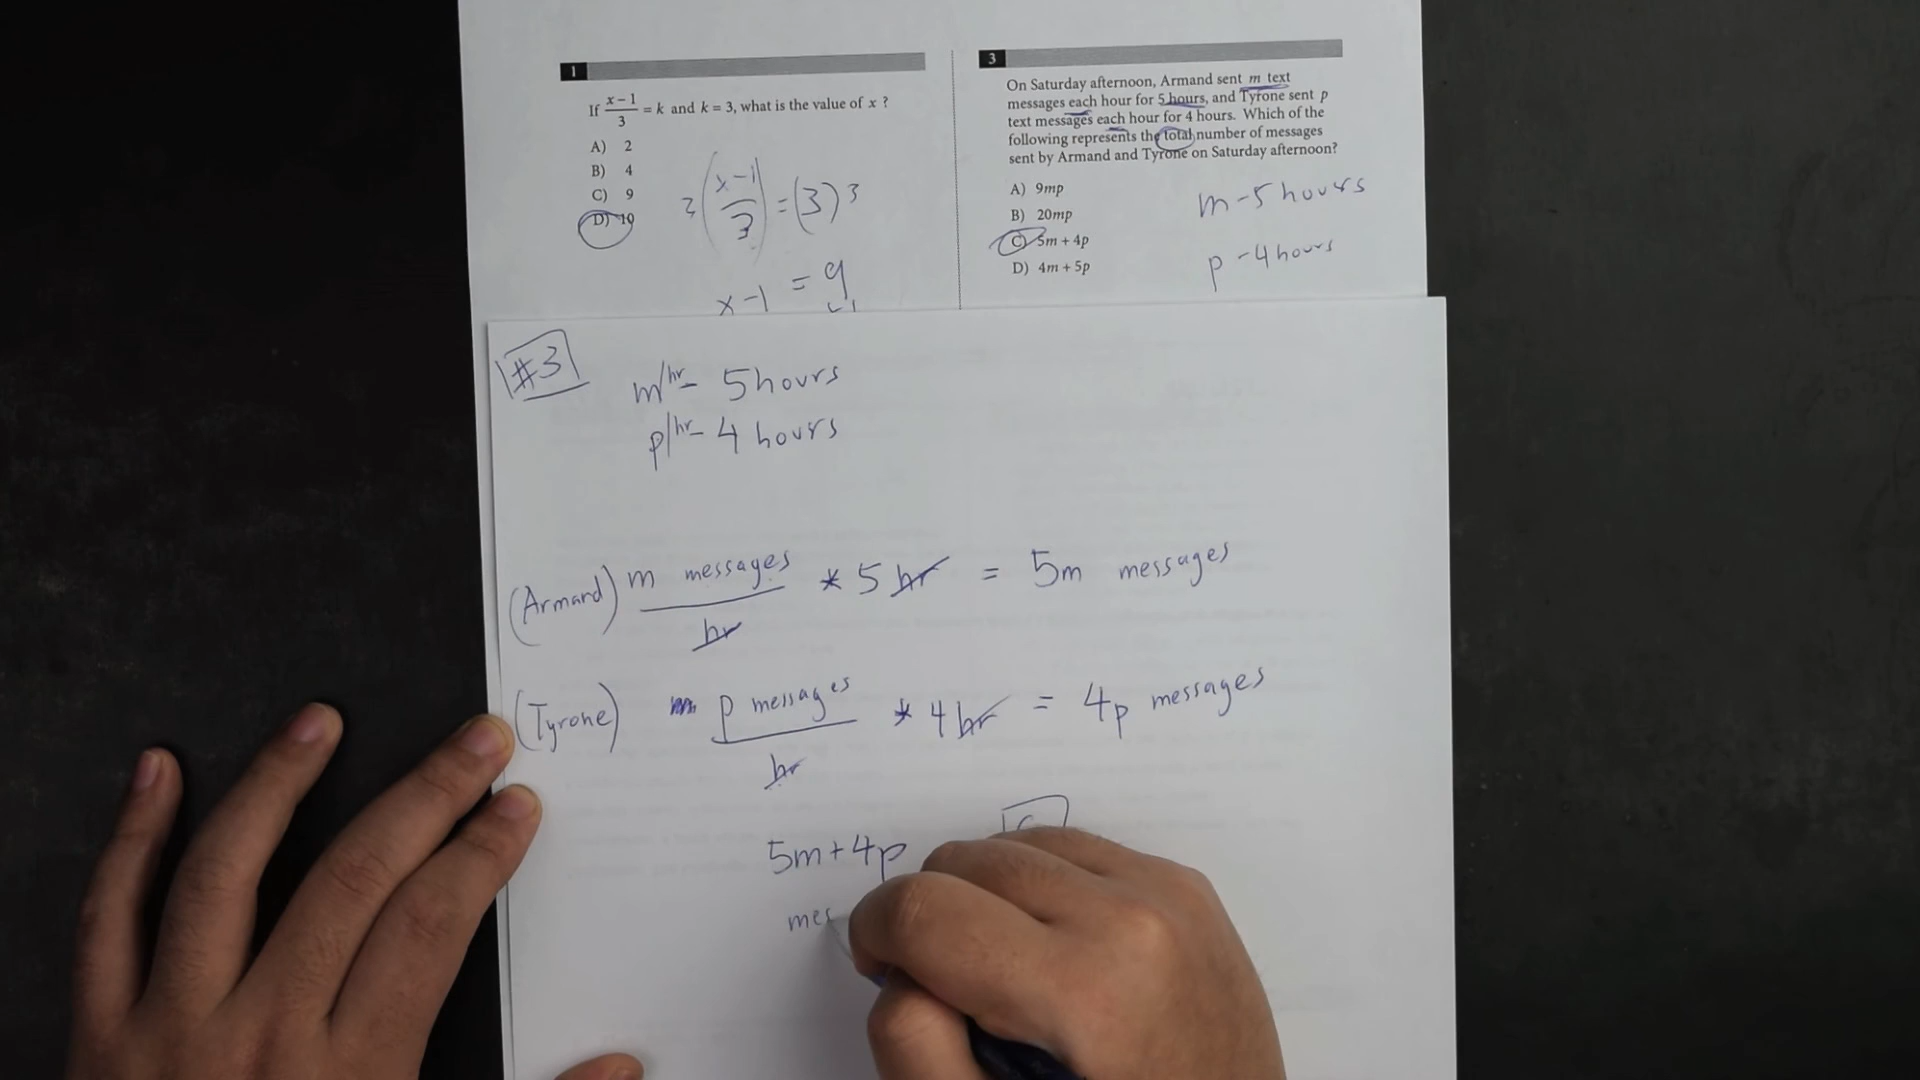 1
If x − 1 / 3 = k and k = 3, what is the value of x ?
A) 2
B) 4
C) 9
D) 10
3 ( x − 1 / 3 ) = (3) 3
x − 1 = 9
3
On Saturday afternoon, Armand sent m text
messages each hour for 5 hours, and Tyrone sent p
text messages each hour for 4 hours. Which of the
following represents the total number of messages
sent by Armand and Tyrone on Saturday afternoon?
A) 9mp
B) 20mp
C) 5m + 4p
D) 4m + 5p
m – 5 hours
p – 4 hours
#3
m/hr – 5 hours
p/hr – 4 hours
(Armand) m messages / hr * 5 hr = 5m messages
(Tyrone) m p messages / hr * 4 hr = 4p messages
5m + 4p
mes